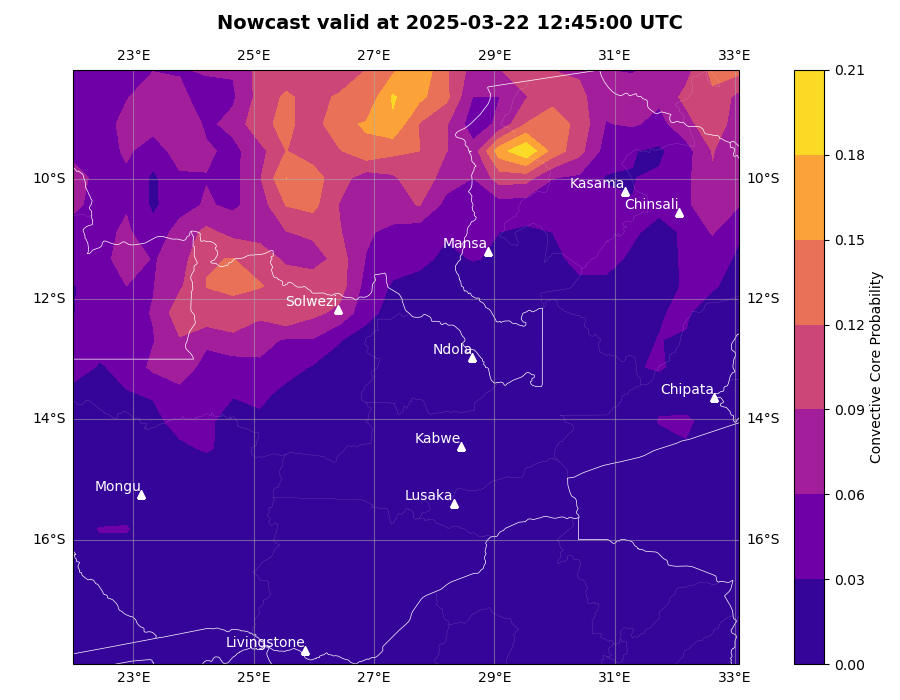 Nowcast valid at 2025-03-22 12:45:00 UTC
23°E 25°E 27°E 29°E 31°E 33°E
0.21
0.18
10°S Kasama 10°S
Chinsali
0.15
Mansa
12°S Solwezi 12°S
0.12
Ndola
Chipata
0.09
14°S 14°S
Kabwe
Mongu Lusaka
0.06
16°S 16°S
0.03
Livingstone
0.00
23°E 25°E 27°E 29°E 31°E 33°E
Convective Core Probability